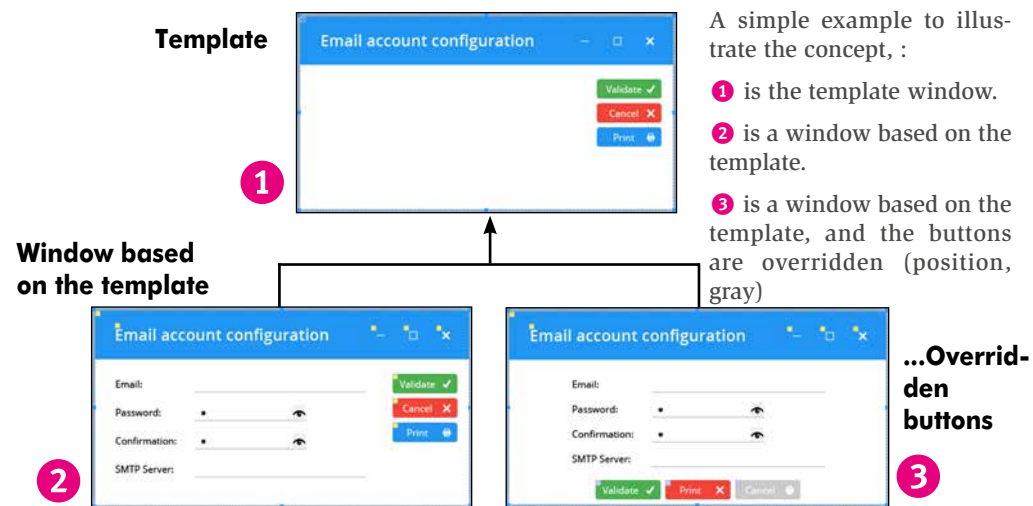 Template
Email account configuration
Validate
Cancel
Print
1
A simple example to illus-
trate the concept, :
1 is the template window.
2 is a window based on the
template.
3 is a window based on the
template, and the buttons
are overridden (position,
gray)
Window based
on the template
Email account configuration
Email:
Password:
Confirmation:
SMTP Server:
Validate
Cancel
Print
2
Email account configuration
Email:
Password:
Confirmation:
SMTP Server:
Validate
Print
Cancel
...Overrid-
den
buttons
3